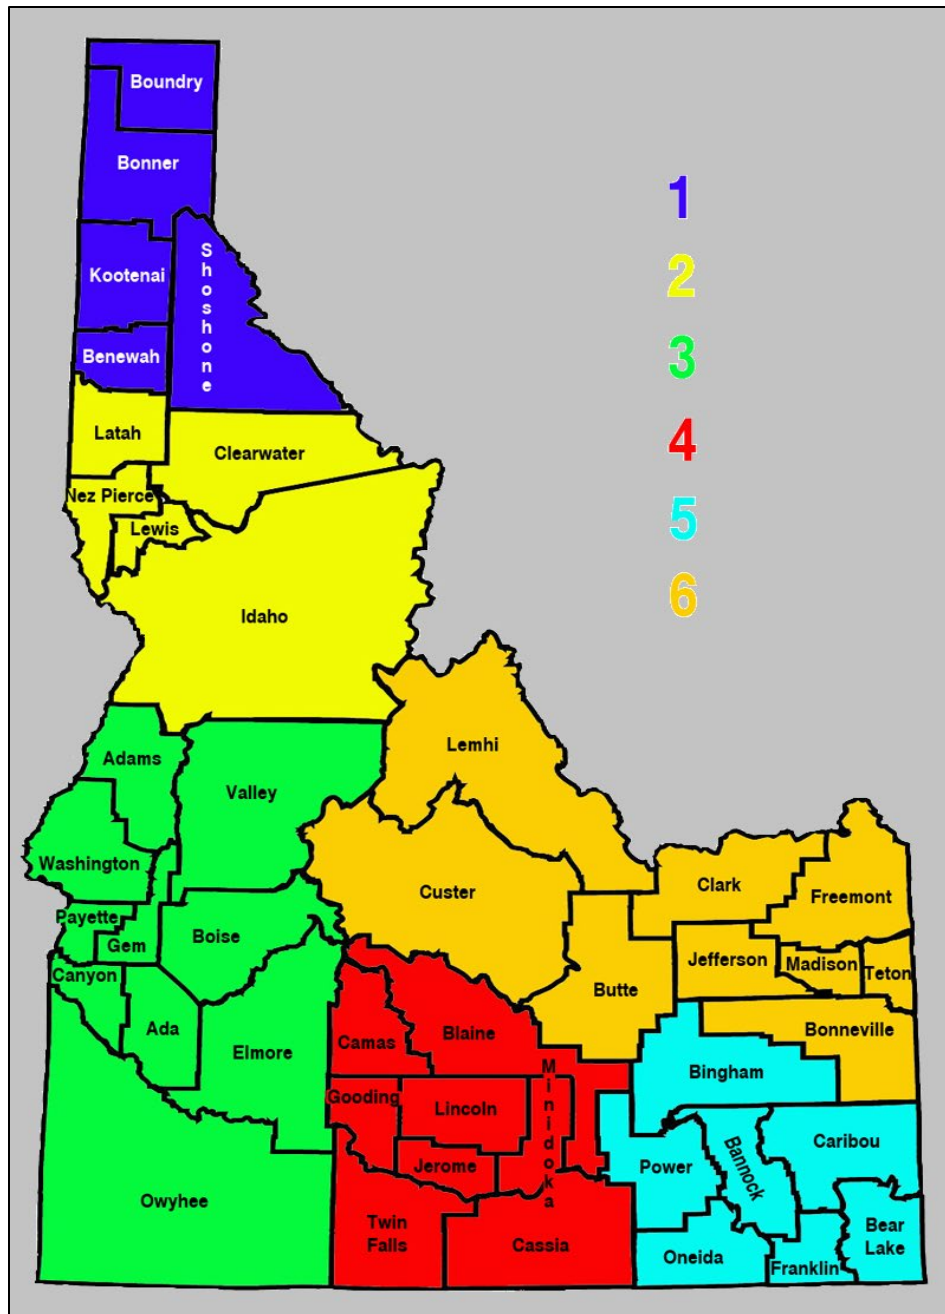 Boundry
Bonner
1
Kootenai
Shoshone
2
Benewah
3
Latah
Clearwater
4
Nez Pierce
Lewis
5
6
Idaho
Lemhi
Adams
Valley
Washington
Custer
Clark
Freemont
Payette
Gem
Boise
Jefferson
Madison
Teton
Canyon
Butte
Ada
Elmore
Camas
Blaine
Bonneville
Minidoka
Bingham
Gooding
Lincoln
Jerome
Power
Bannock
Caribou
Owyhee
Twin
Falls
Cassia
Oneida
Franklin
Bear
Lake